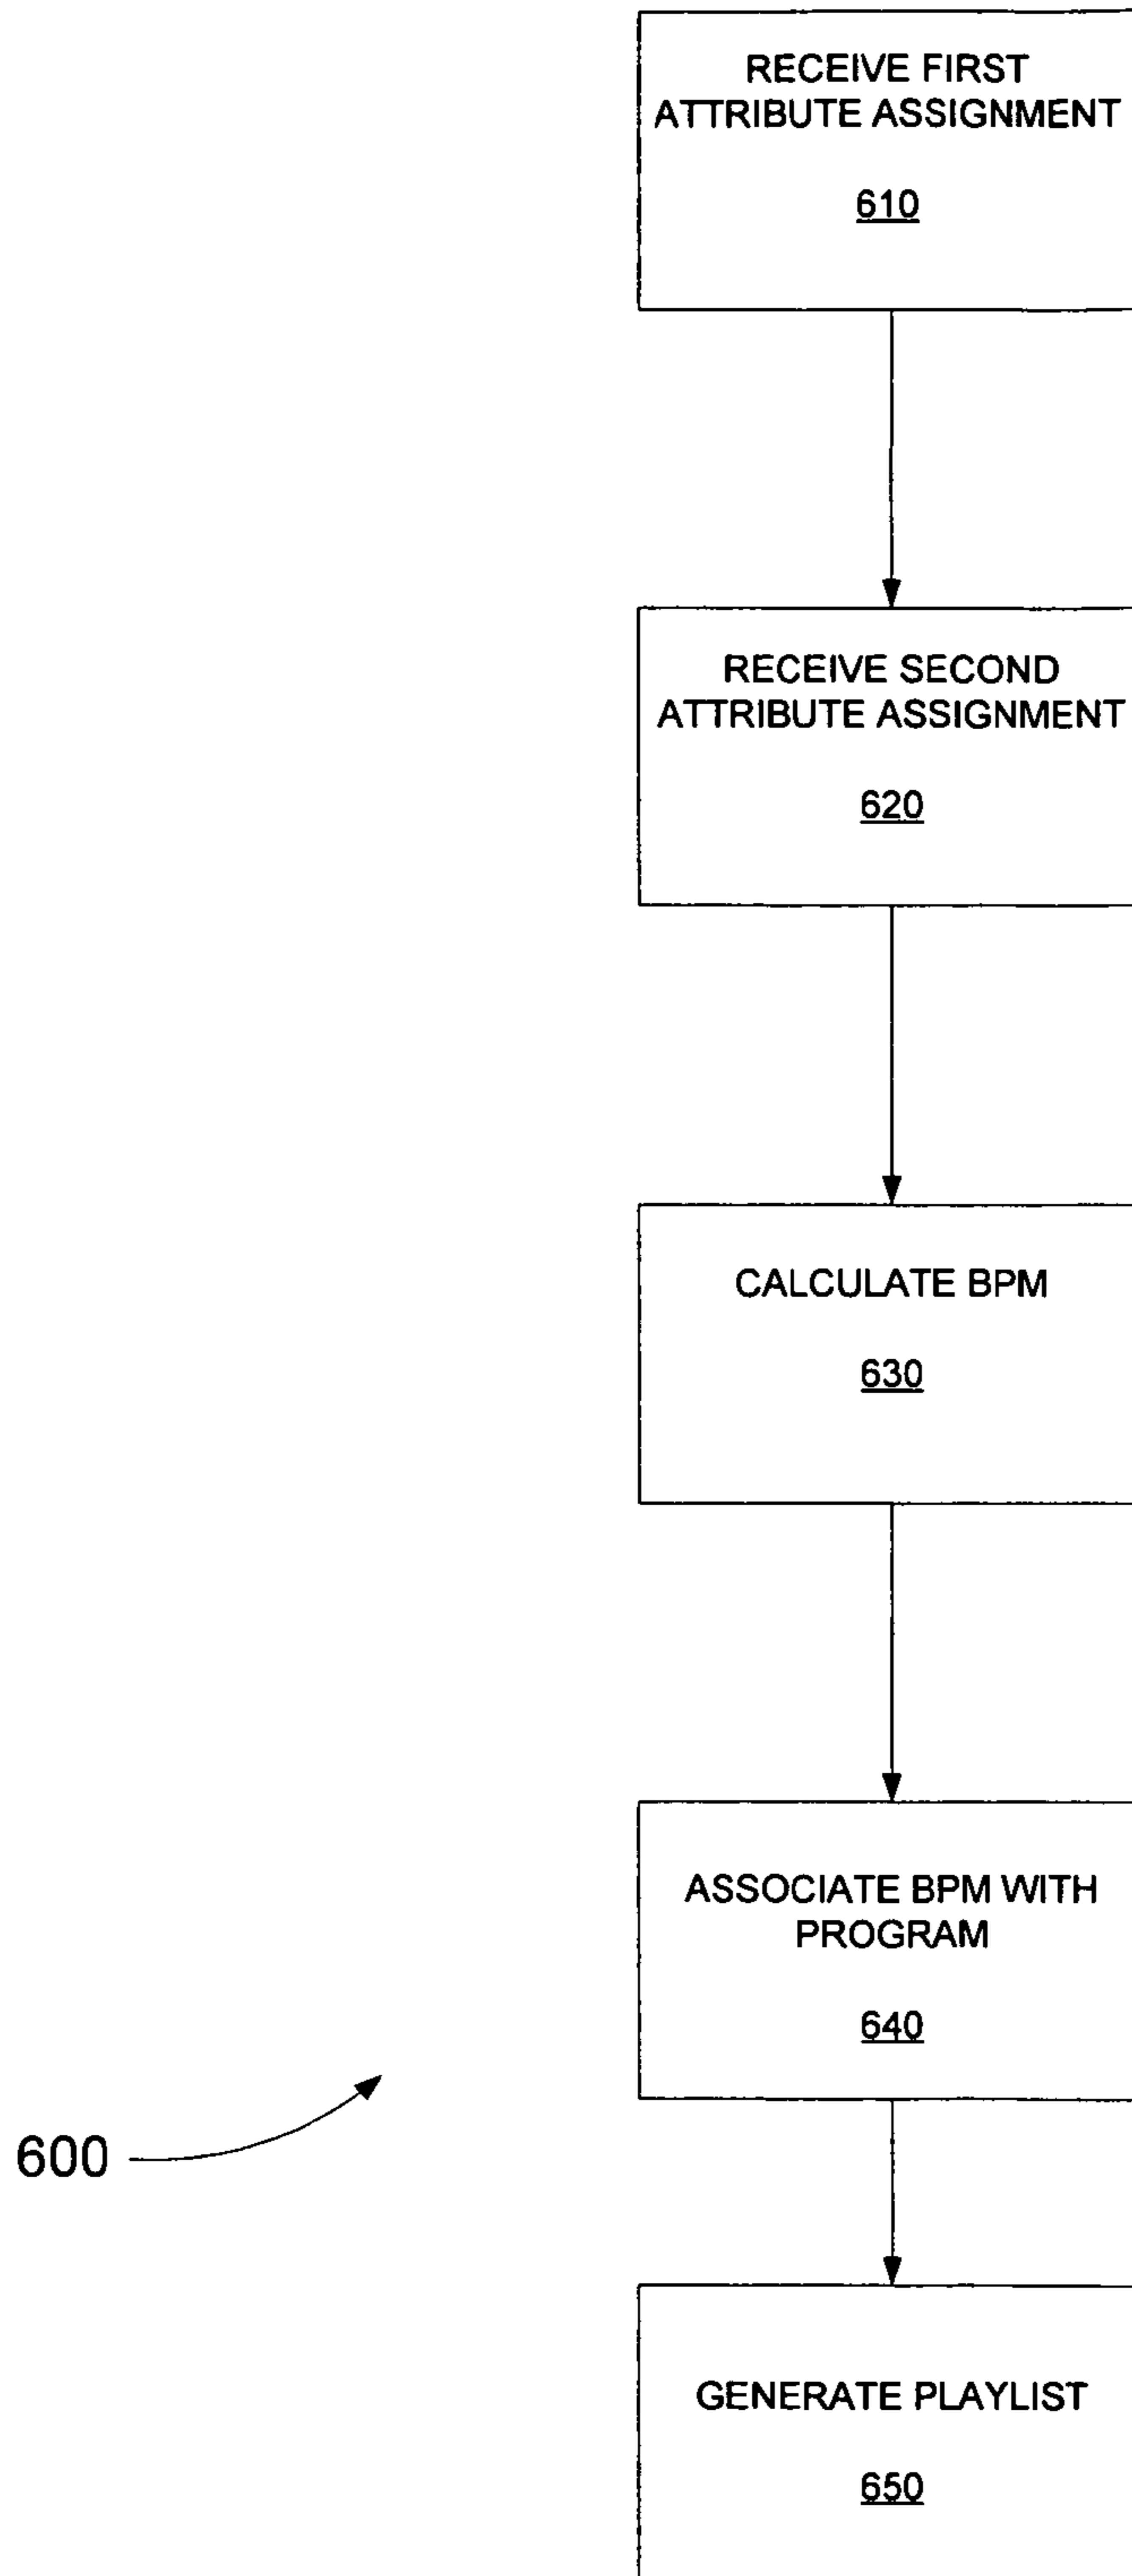 RECEIVE FIRST
ATTRIBUTE ASSIGNMENT
610
RECEIVE SECOND
ATTRIBUTE ASSIGNMENT
620
CALCULATE BPM
630
ASSOCIATE BPM WITH
PROGRAM
640
600
GENERATE PLAYLIST
650